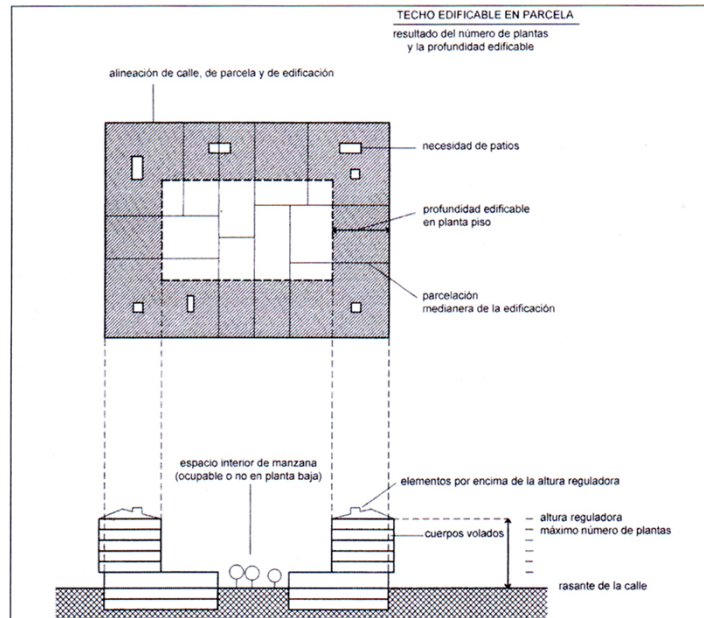 TECHO EDIFICABLE EN PARCELA
resultado del número de plantas
y la profundidad edificable
alineación de calle, de parcela y de edificación
necesidad de patios
profundidad edificable
en planta piso
parcelación
medianera de la edificación
espacio interior de manzana
(ocupable o no en planta baja)
elementos por encima de la altura reguladora
altura reguladora
máximo número de plantas
cuerpos volados
rasante de la calle